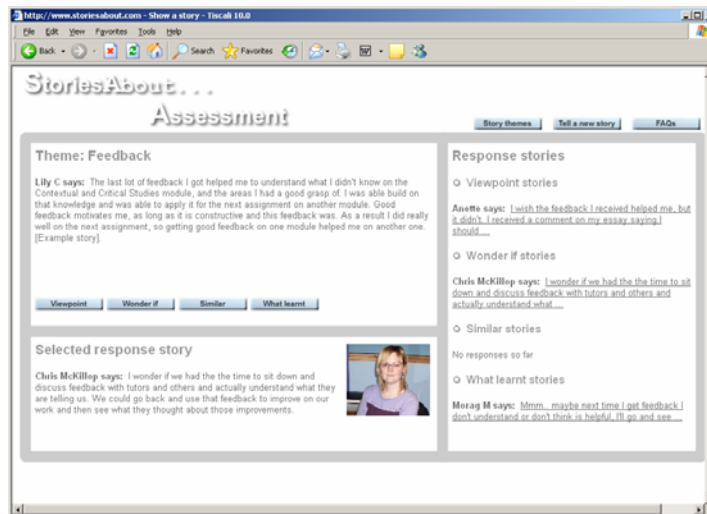 http://www.storiesabout.com - Show a story - Tiscali 10.0
File Edit View Favorites Tools Help
Back Search Favorites
StoriesAbout...
Assessment
Story themes Tell a new story FAQs
Theme: Feedback
Lily C says: The last lot of feedback I got helped me to understand what I didn't know on the
Contextual and Critical Studies module, and the areas I had a good grasp of. I was able build on
that knowledge and was able to apply it for the next assignment on another module. Good
feedback motivates me, as long as it is constructive and this feedback was. As a result I did really
well on the next assignment, so getting good feedback on one module helped me on another one.
[Example story].
Viewpoint Wonder if Similar What learnt
Selected response story
Chris McKillop says: I wonder if we had the the time to sit down and
discuss feedback with tutors and others and actually understand what they
are telling us. We could go back and use that feedback to improve on our
work and then see what they thought about those improvements.
Response stories
Viewpoint stories
Anette says: I wish the feedback I received helped me, but
it didn't. I received a comment on my essay saying I
should ...
Wonder if stories
Chris McKillop says: I wonder if we had the the time to sit
down and discuss feedback with tutors and others and
actually understand what ...
Similar stories
No responses so far
What learnt stories
Morag M says: Mmm.. maybe next time I get feedback I
don't understand or don't think is helpful, I'll go and see ...